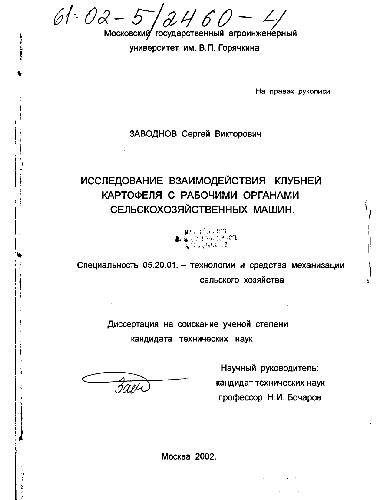 61:02-5/2460-4
Московский государственный агроинженерный
университет им. В.П. Горячкина
На правах рукописи
ЗАВОДНОВ Сергей Викторович
ИССЛЕДОВАНИЕ ВЗАИМОДЕЙСТВИЯ КЛУБНЕЙ
КАРТОФЕЛЯ С РАБОЧИМИ ОРГАНАМИ
СЕЛЬСКОХОЗЯЙСТВЕННЫХ МАШИН.
Специальность 05.20.01. – технологии и средства механизации
сельского хозяйства
Диссертация на соискание ученой степени
кандидата технических наук
Научный руководитель:
кандидат технических наук
профессор Н.И. Бочаров
Москва 2002.